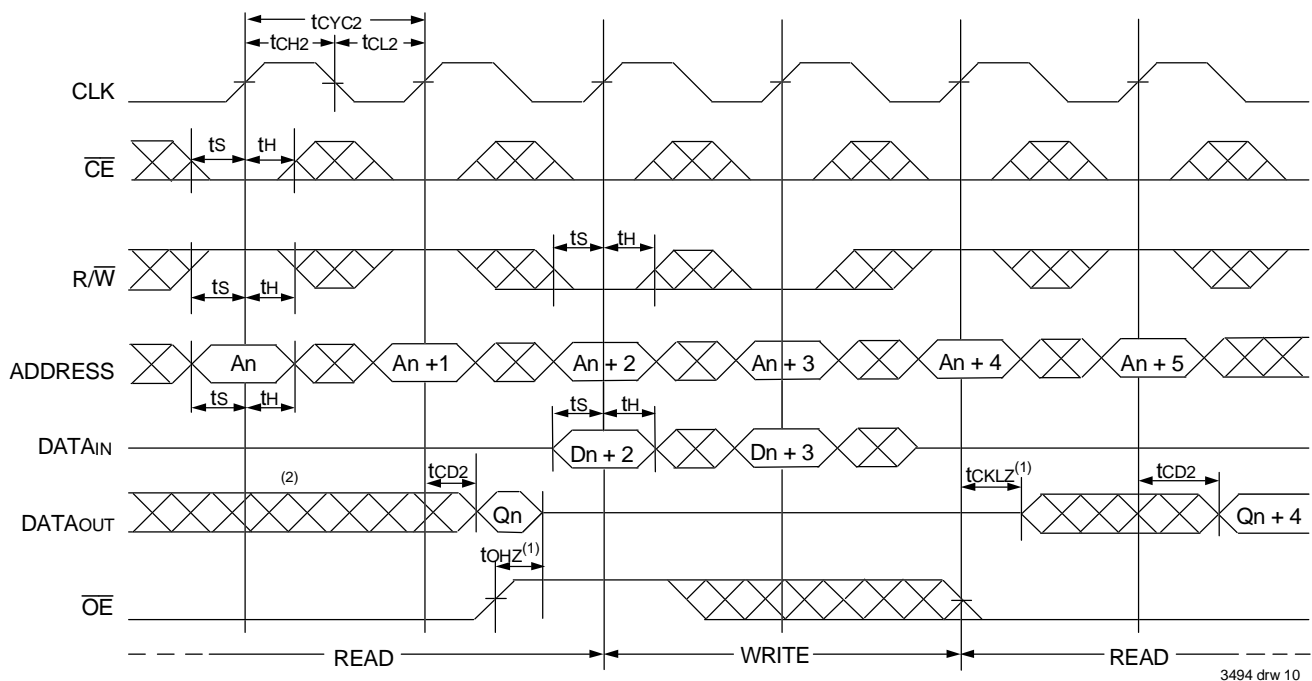 tCYC2
tCH2 tCL2
CLK
tS tH
CE
tS tH
R/W
tS tH
ADDRESS An An +1 An + 2 An + 3 An + 4 An + 5
tS tH tS tH
DATAIN Dn + 2 Dn + 3
(2) tCD2 tCKLZ(1) tCD2
DATAOUT Qn Qn + 4
tOHZ(1)
OE
READ WRITE READ
3494 drw 10